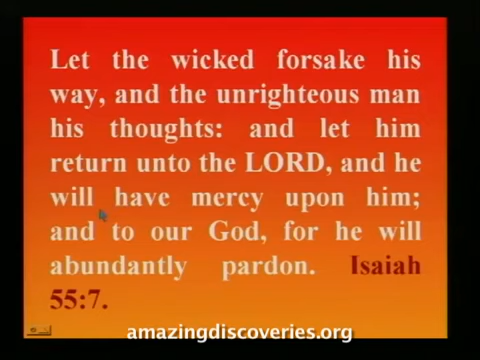 Let the wicked forsake his
way, and the unrighteous man
his thoughts: and let him
return unto the LORD, and he
will have mercy upon him;
and to our God, for he will
abundantly pardon. Isaiah
55:7.
amazingdiscoveries.org